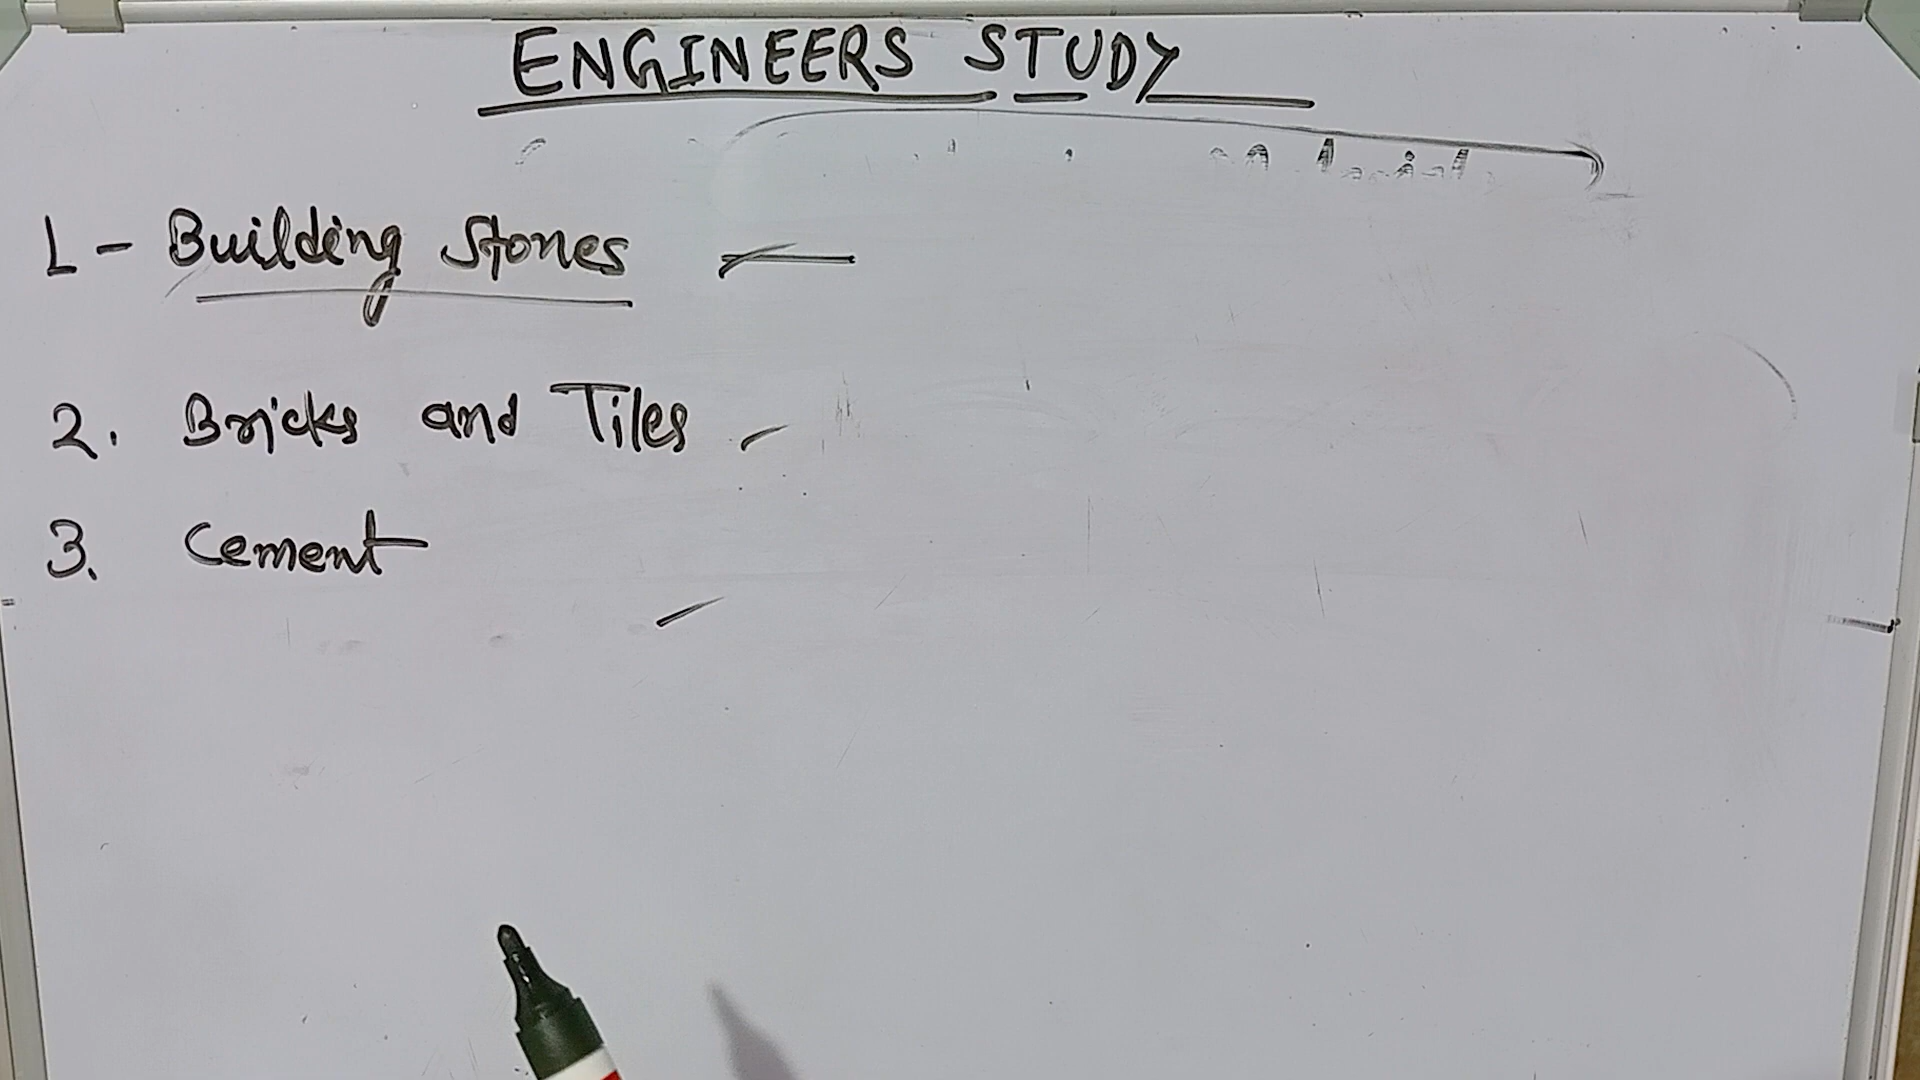 ENGINEERS STUDY
1- Building Stones
2. Bricks and Tiles
3. Cement